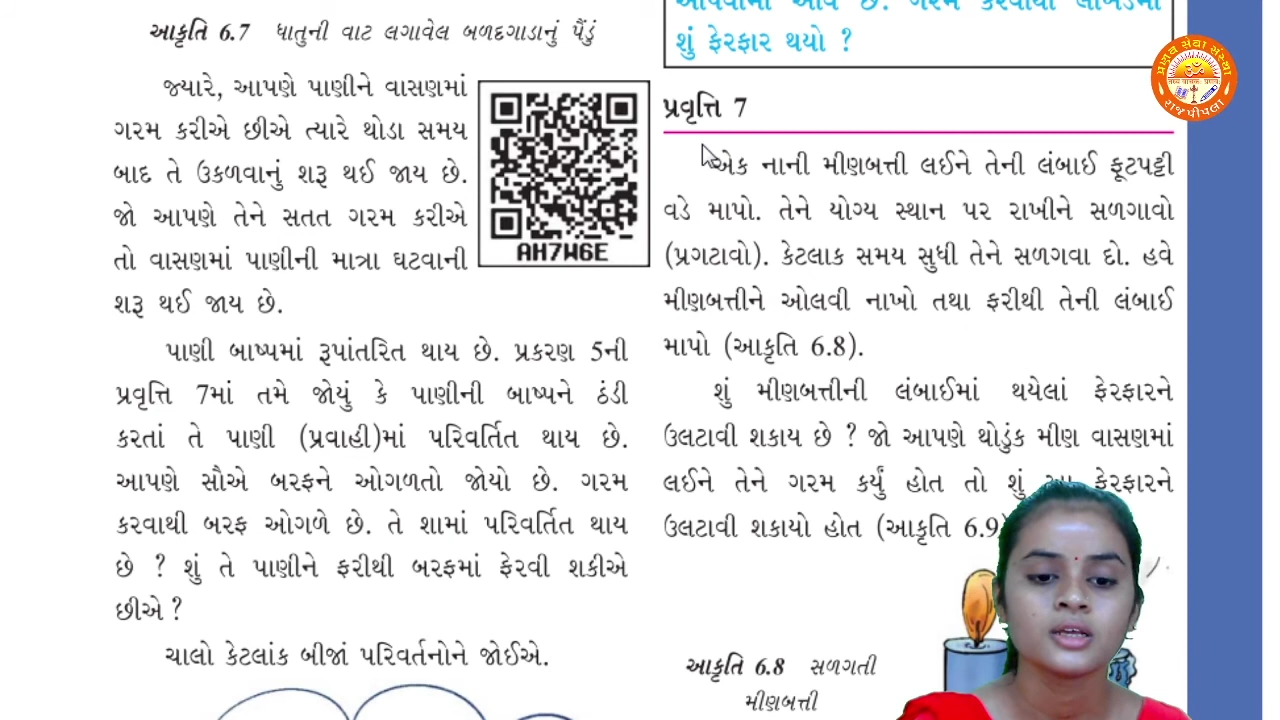 આકૃતિ 6.7 ધાતુની વાટ લગાવેલ બળદગાડાનું પૈડું
જ્યારે, આપણે પાણીને વાસણમાં
ગરમ કરીએ છીએ ત્યારે થોડા સમય
બાદ તે ઉકળવાનું શરૂ થઈ જાય છે.
જો આપણે તેને સતત ગરમ કરીએ
તો વાસણમાં પાણીની માત્રા ઘટવાની
શરૂ થઈ જાય છે.
AH7W6E
પાણી બાષ્પમાં રૂપાંતરિત થાય છે. પ્રકરણ 5ની
પ્રવૃત્તિ 7માં તમે જોયું કે પાણીની બાષ્પને ઠંડી
કરતાં તે પાણી (પ્રવાહી)માં પરિવર્તિત થાય છે.
આપણે સૌએ બરફને ઓગળતો જોયો છે. ગરમ
કરવાથી બરફ ઓગળે છે. તે શામાં પરિવર્તિત થાય
છે ? શું તે પાણીને ફરીથી બરફમાં ફેરવી શકીએ
છીએ ?
ચાલો કેટલાંક બીજાં પરિવર્તનોને જોઈએ.
શું ફેરફાર થયો ?
પ્રવૃત્તિ 7
એક નાની મીણબત્તી લઈને તેની લંબાઈ ફૂટપટ્ટી
વડે માપો. તેને યોગ્ય સ્થાન પર રાખીને સળગાવો
(પ્રગટાવો). કેટલાક સમય સુધી તેને સળગવા દો. હવે
મીણબત્તીને ઓલવી નાખો તથા ફરીથી તેની લંબાઈ
માપો (આકૃતિ 6.8).
શું મીણબત્તીની લંબાઈમાં થયેલાં ફેરફારને
ઉલટાવી શકાય છે ? જો આપણે થોડુંક મીણ વાસણમાં
લઈને તેને ગરમ કર્યું હોત તો શું ફેરફારને
ઉલટાવી શકાયો હોત (આકૃતિ 6.9
આકૃતિ 6.8 સળગતી
મીણબત્તી
પ્રણવ સેવા સંસ્થા
રાજપીપલા